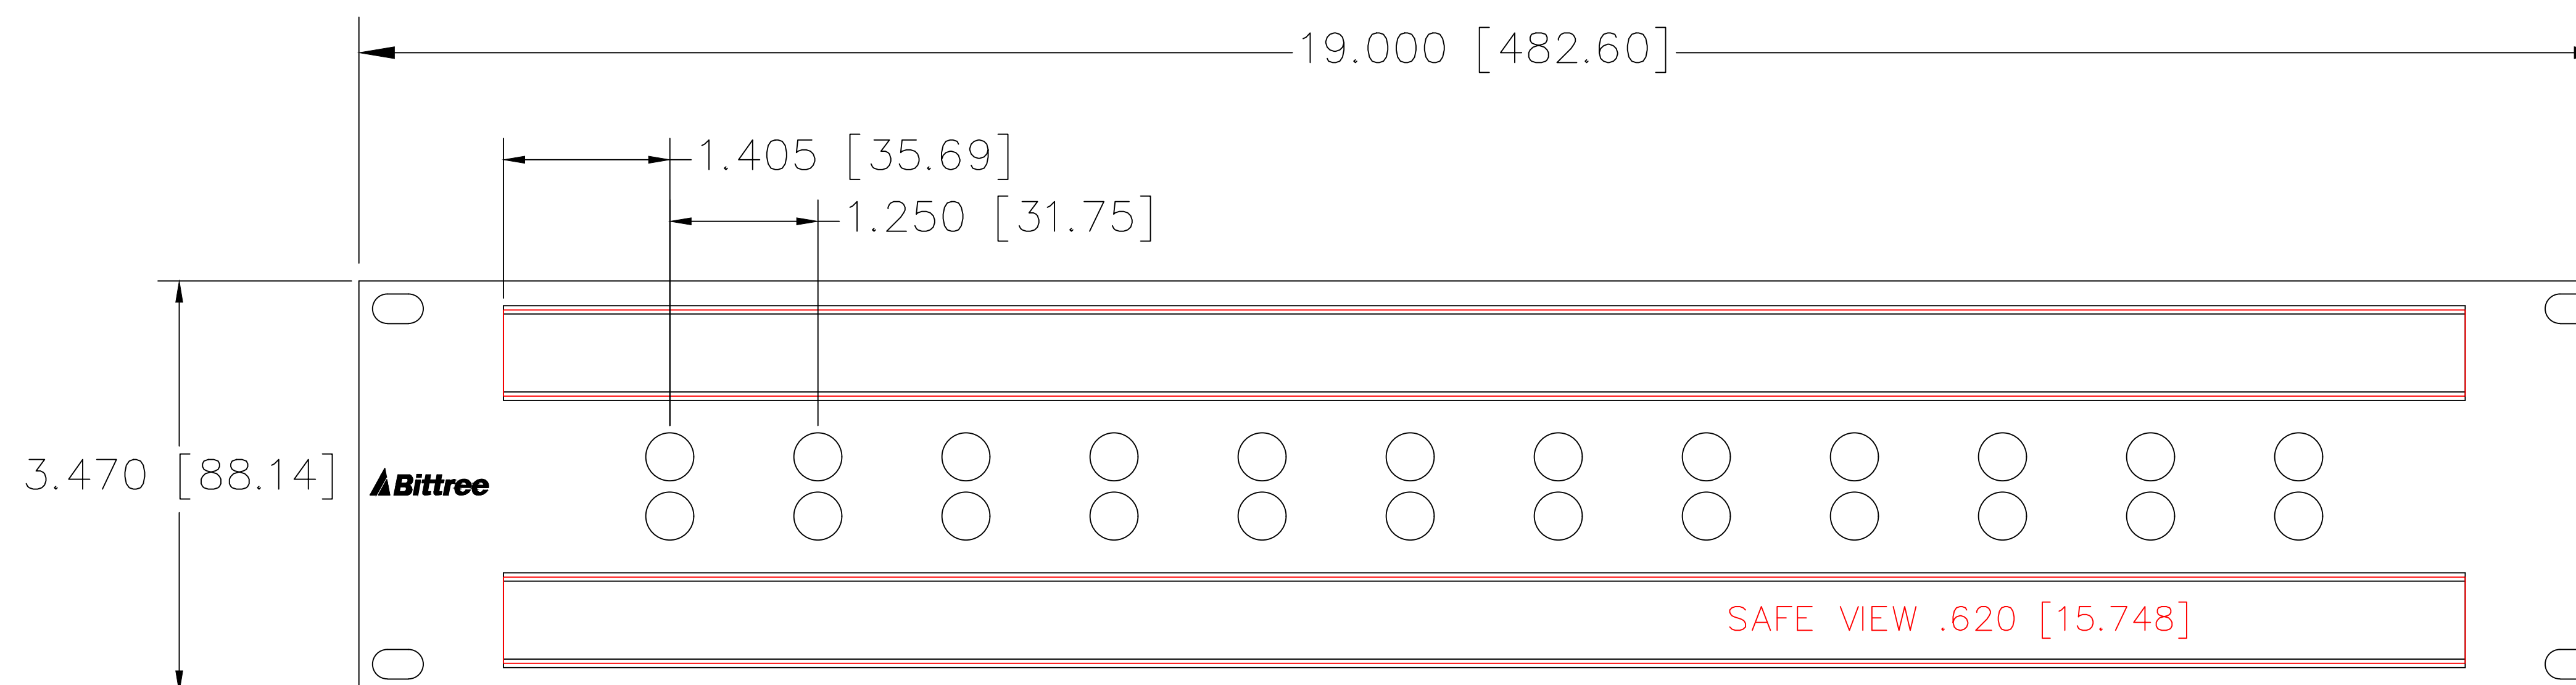 19.000 [482.60]
1.405 [35.69]
1.250 [31.75]
3.470 [88.14]
Bittree
SAFE VIEW .620 [15.748]